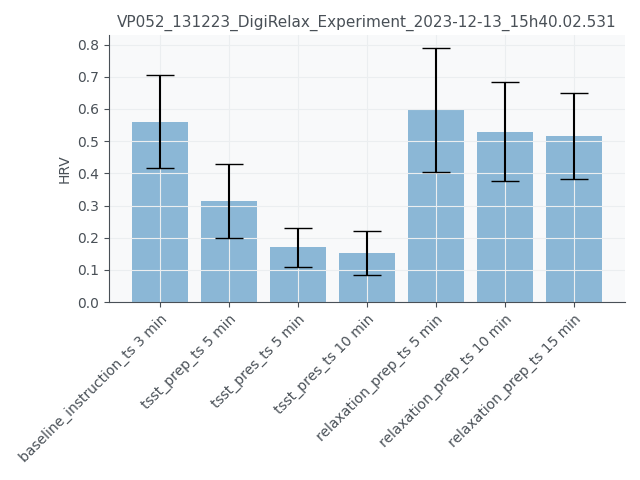 VP052_131223_DigiRelax_Experiment_2023-12-13_15h40.02.531
HRV
0.8
0.7
0.6
0.5
0.4
0.3
0.2
0.1
0.0
baseline_instruction_ts 3 min
tsst_prep_ts 5 min
tsst_pres_ts 5 min
tsst_pres_ts 10 min
relaxation_prep_ts 5 min
relaxation_prep_ts 10 min
relaxation_prep_ts 15 min